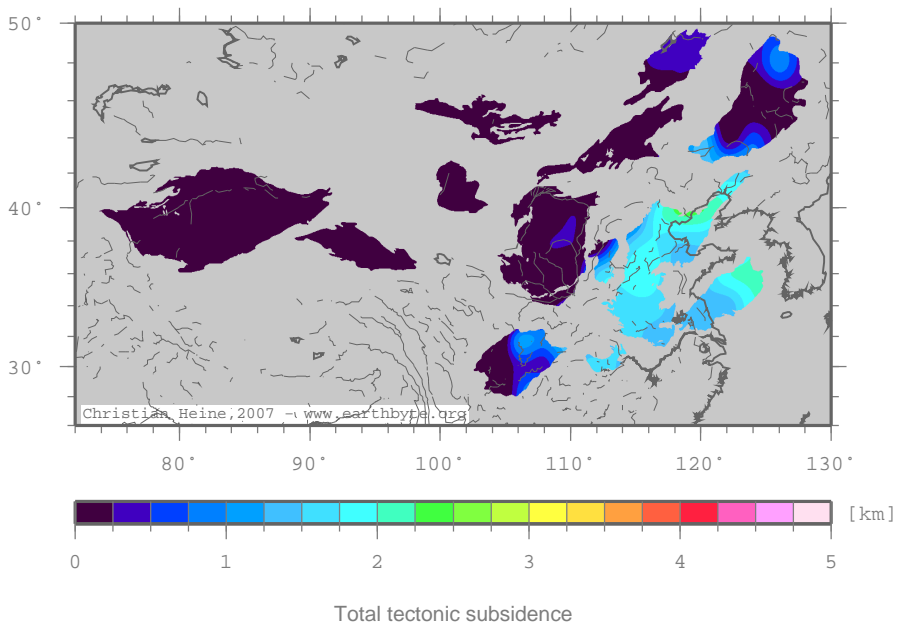 50°
40°
30°
Christian Heine, 2007 - www.earthbyte.org
80° 90° 100° 110° 120° 130°
[km]
0 1 2 3 4 5
Total tectonic subsidence